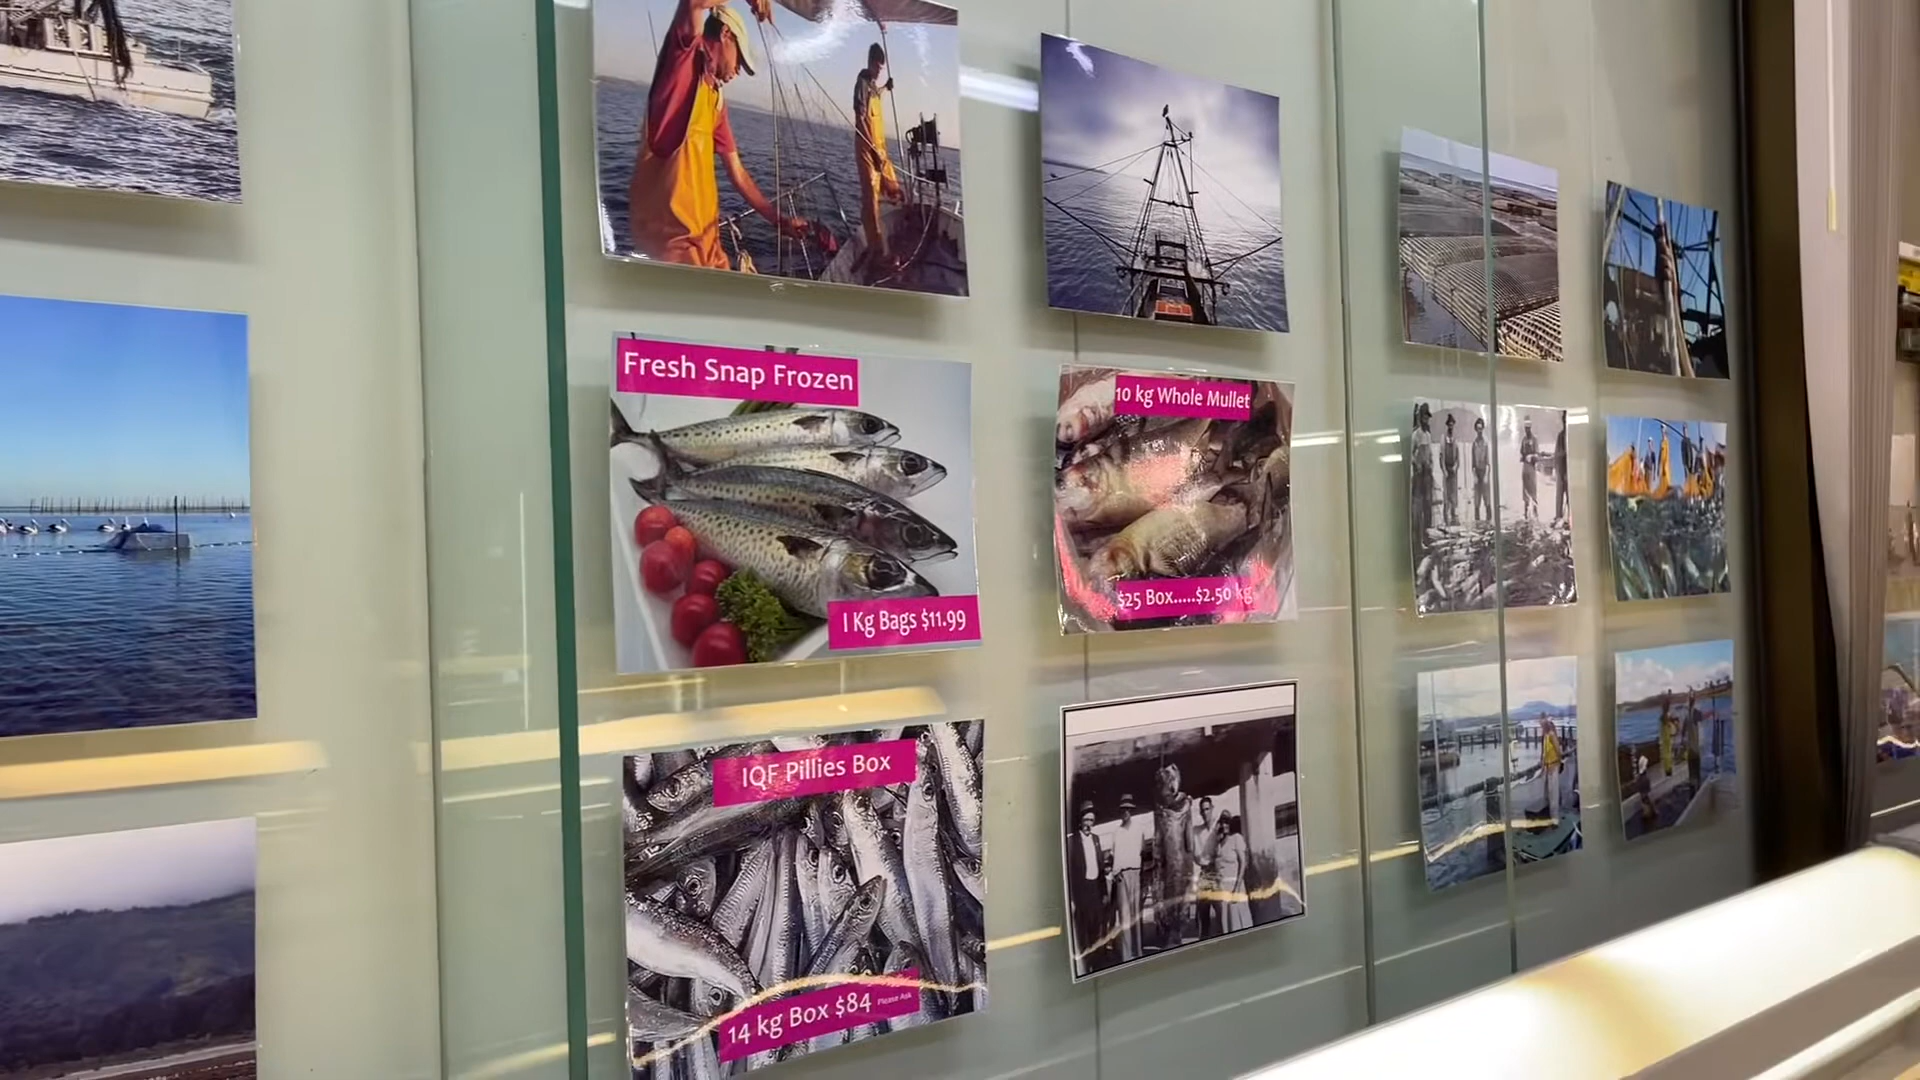 Fresh Snap Frozen
1 Kg Bags $11.99
10 kg Whole Mullet
$25 Box.....$2.50 kg
IQF Pillies Box
14 kg Box $84 Please Ask